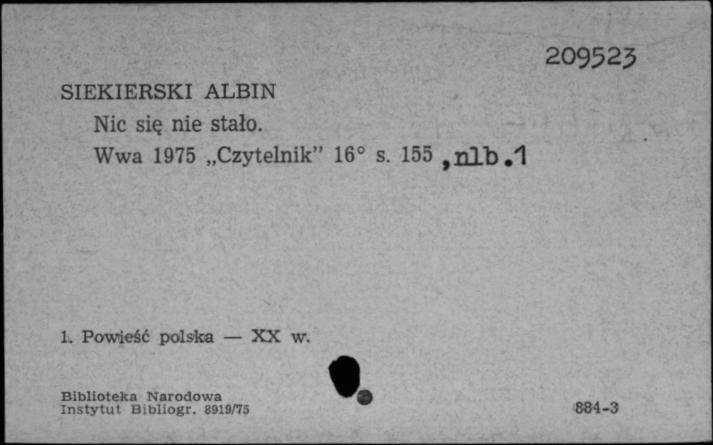 209523
SIEKIERSKI ALBIN
Nic się nie stało.
Wwa 1975 „Czytelnik” 16° s. 155 , nlb.1
1. Powieść polska — XX w.
Biblioteka Narodowa
Instytut Bibliogr. 8919/75
884-3